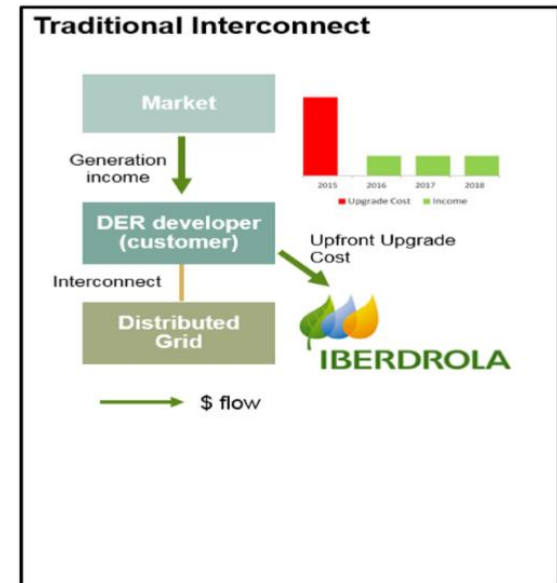 Traditional Interconnect
Market
Generation
income
2015 2016 2017 2018
Upgrade Cost Income
DER developer
(customer)
Upfront Upgrade
Cost
Interconnect
Distributed
Grid
IBERDROLA
$ flow